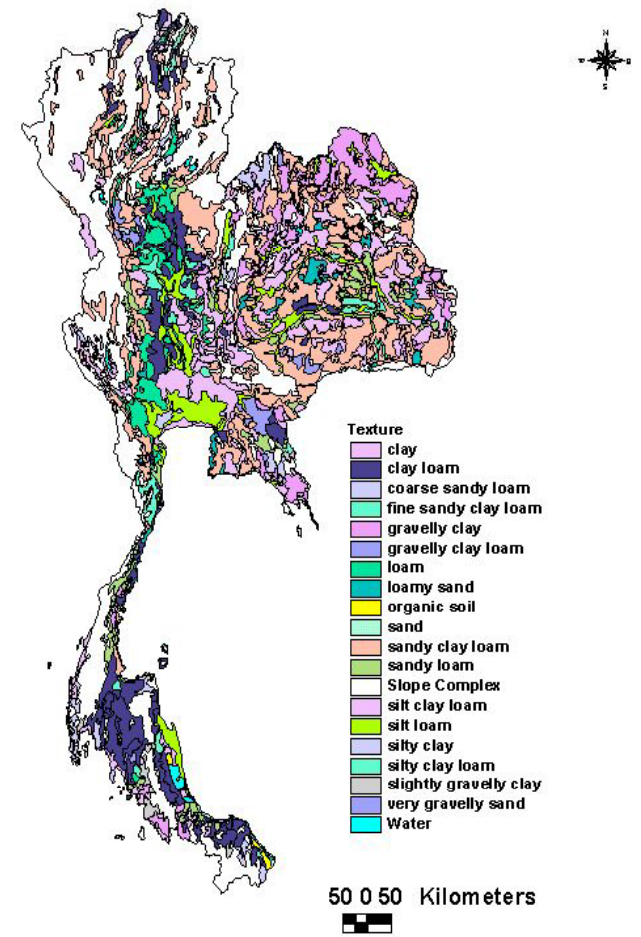 N
S
Texture
clay
clay loam
coarse sandy loam
fine sandy clay loam
gravelly clay
gravelly clay loam
loam
loamy sand
organic soil
sand
sandy clay loam
sandy loam
Slope Complex
silt clay loam
silt loam
silty clay
silty clay loam
slightly gravelly clay
very gravelly sand
Water
50 0 50 Kilometers